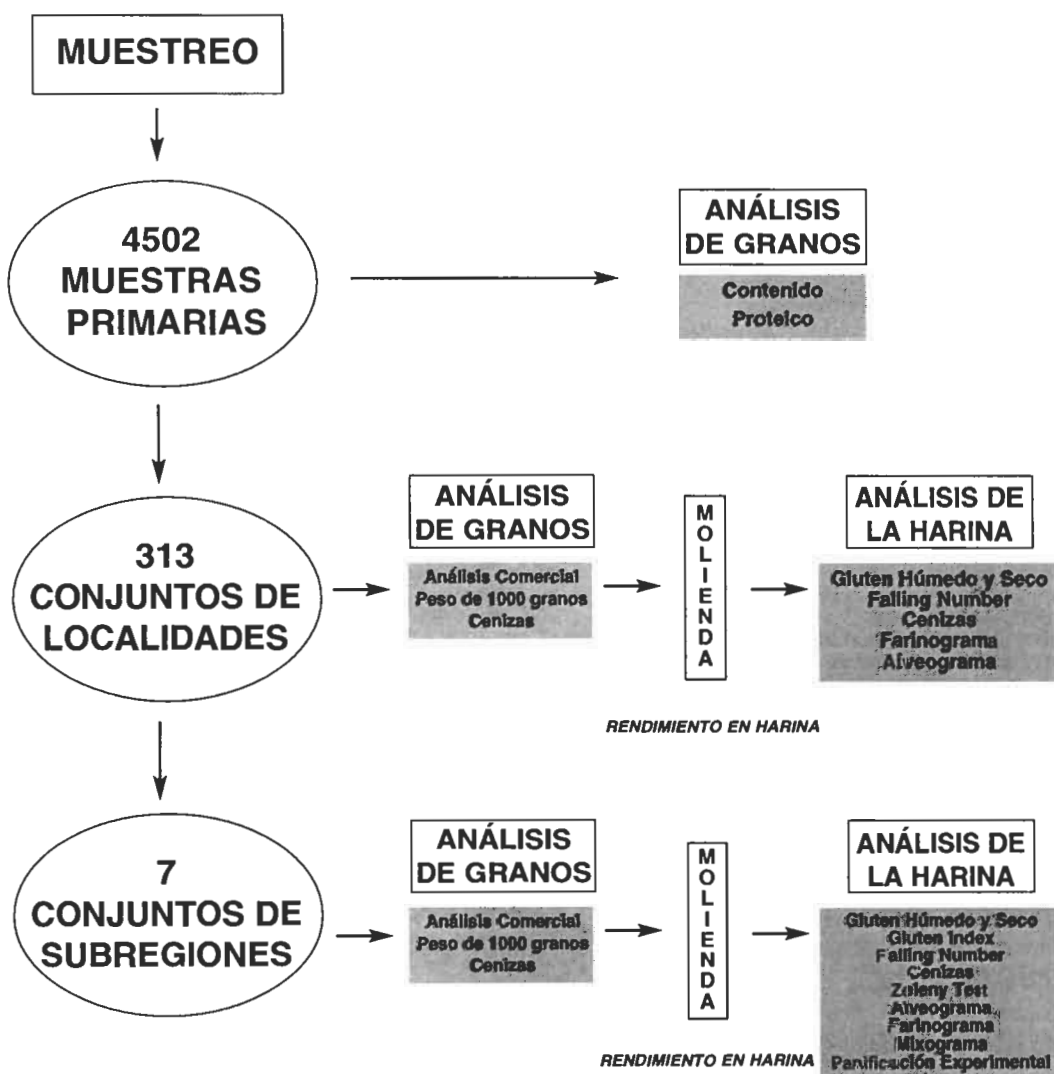 MUESTREO
4502
MUESTRAS
PRIMARIAS
ANÁLISIS
DE GRANOS
Contenido
Proteico
313
CONJUNTOS DE
LOCALIDADES
ANÁLISIS
DE GRANOS
Análisis Comercial
Peso de 1000 granos
Cenizas
MOLIENDA
RENDIMIENTO EN HARINA
ANÁLISIS DE
LA HARINA
Gluten Húmedo y Seco
Falling Number
Cenizas
Farinograma
Alveograma
7
CONJUNTOS DE
SUBREGIONES
ANÁLISIS
DE GRANOS
Análisis Comercial
Peso de 1000 granos
Cenizas
MOLIENDA
RENDIMIENTO EN HARINA
ANÁLISIS DE
LA HARINA
Gluten Húmedo y Seco
Gluten Index
Falling Number
Cenizas
Zeleny Test
Alveograma
Farinograma
Mixograma
Panificación Experimental